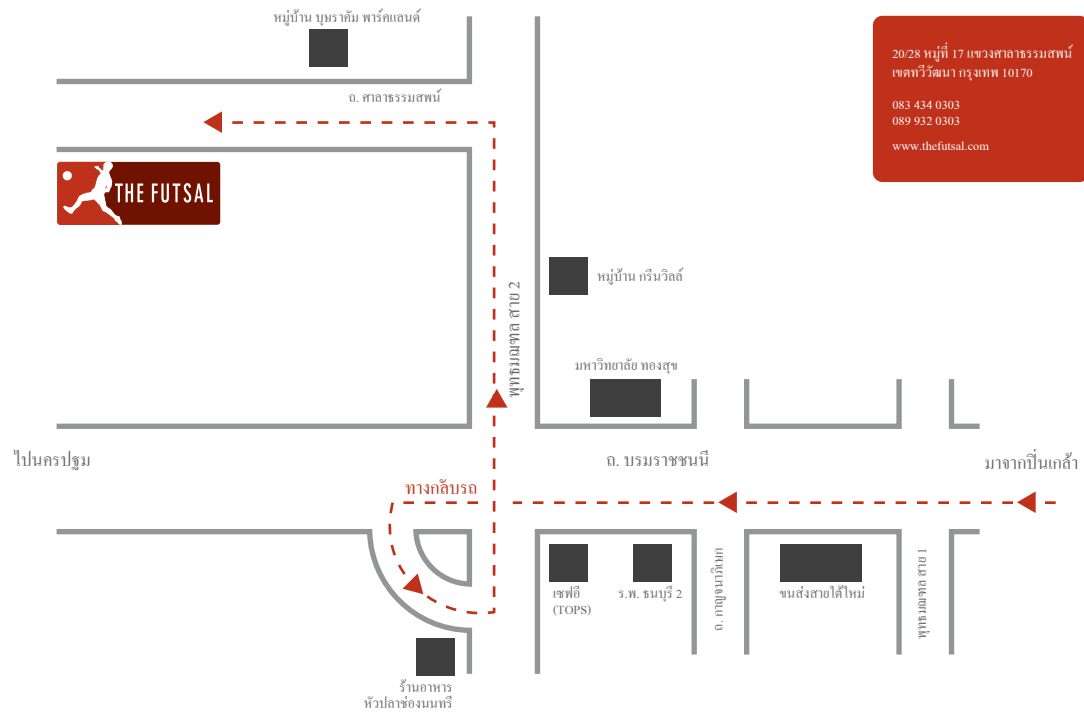 หมู่บ้าน บุษราคัม พาร์คแลนด์
20/28 หมู่ที่ 17 แขวงศาลาธรรมสพน์
เขตทวีวัฒนา กรุงเทพ 10170
083 434 0303
089 932 0303
www.thefutsal.com
ถ. ศาลาธรรมสพน์
THE FUTSAL
พุทธมณฑล สาย 2
หมู่บ้าน กรีนวิลล์
มหาวิทยาลัย ทองสุข
ไปนครปฐม
ถ. บรมราชชนนี
มาจากปิ่นเกล้า
ทางกลับรถ
เซฟอี
(TOPS)
ร.พ. ธนบุรี 2
ถ. กาญจนาภิเษก
ขนส่งสายใต้ใหม่
พุทธมณฑล สาย 1
ร้านอาหาร
หัวปลาช่องนนทรี